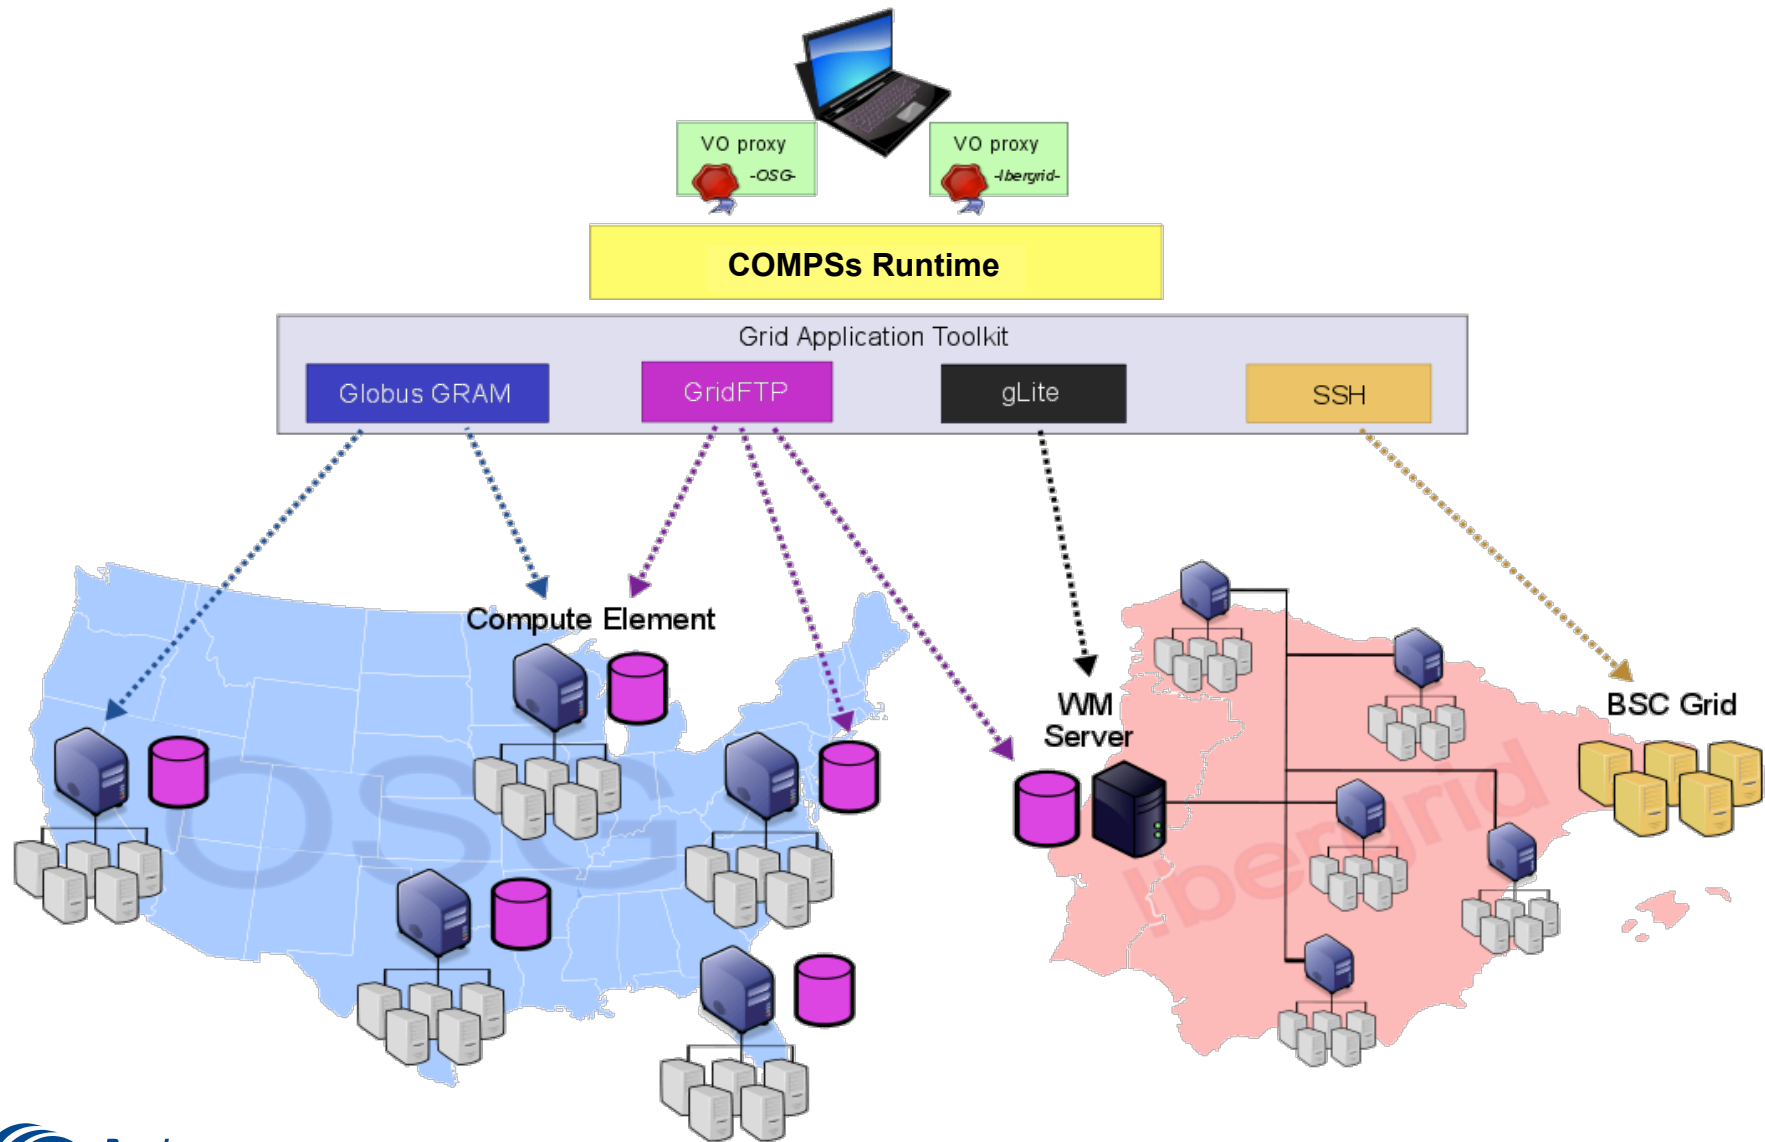 VO proxy
-OSG-
VO proxy
-Ibergrid-
COMPSs Runtime
Grid Application Toolkit
Globus GRAM
GridFTP
gLite
SSH
Compute Element
WM
Server
BSC Grid
OSG
Ibergrid